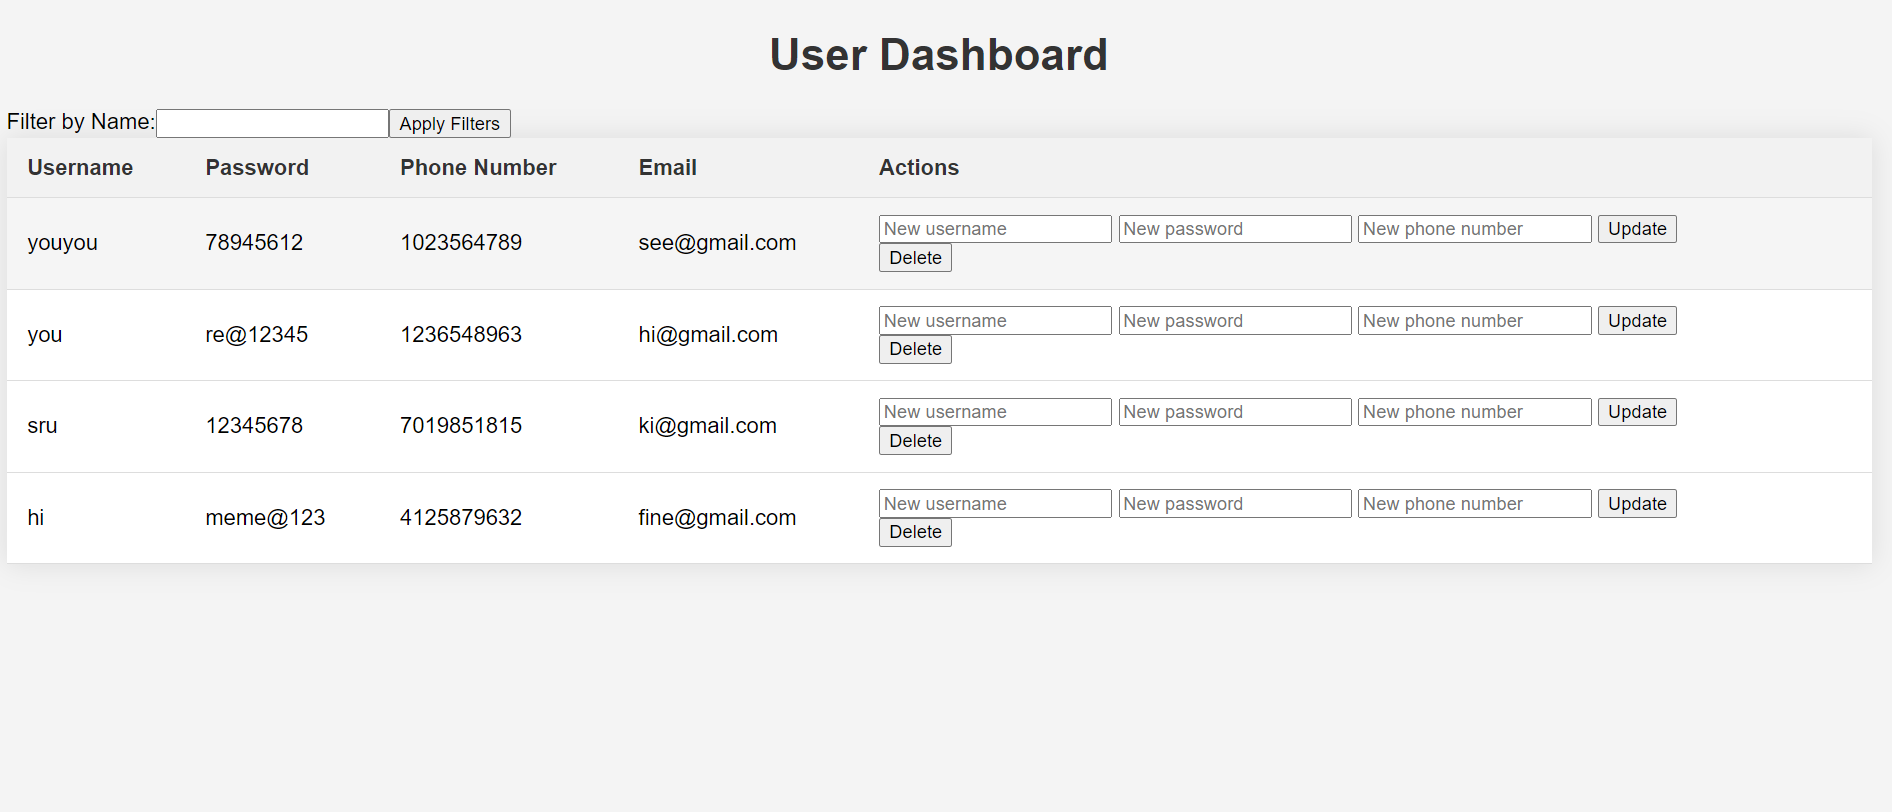 User Dashboard
Filter by Name: Apply Filters
Username Password Phone Number Email Actions
youyou 78945612 1023564789 see@gmail.com New username New password New phone number Update
Delete
you re@12345 1236548963 hi@gmail.com New username New password New phone number Update
Delete
sru 12345678 7019851815 ki@gmail.com New username New password New phone number Update
Delete
hi meme@123 4125879632 fine@gmail.com New username New password New phone number Update
Delete